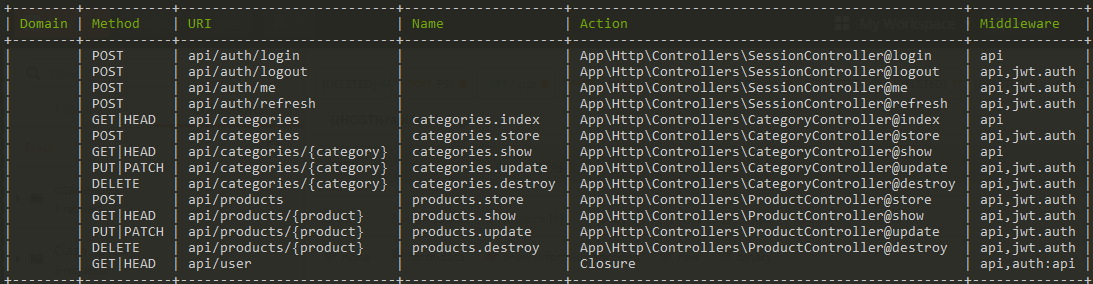 +--------+-----------+---------------------------+--------------------+-------------------------------------------------+--------------+
| Domain | Method    | URI                       | Name               | Action                                          | Middleware   |
+--------+-----------+---------------------------+--------------------+-------------------------------------------------+--------------+
|        | POST      | api/auth/login            |                    | App\Http\Controllers\SessionController@login    | api          |
|        | POST      | api/auth/logout           |                    | App\Http\Controllers\SessionController@logout   | api,jwt.auth |
|        | POST      | api/auth/me               |                    | App\Http\Controllers\SessionController@me       | api,jwt.auth |
|        | POST      | api/auth/refresh          |                    | App\Http\Controllers\SessionController@refresh  | api,jwt.auth |
|        | GET|HEAD  | api/categories            | categories.index   | App\Http\Controllers\CategoryController@index   | api          |
|        | POST      | api/categories            | categories.store   | App\Http\Controllers\CategoryController@store   | api,jwt.auth |
|        | GET|HEAD  | api/categories/{category} | categories.show    | App\Http\Controllers\CategoryController@show    | api          |
|        | PUT|PATCH | api/categories/{category} | categories.update  | App\Http\Controllers\CategoryController@update  | api,jwt.auth |
|        | DELETE    | api/categories/{category} | categories.destroy | App\Http\Controllers\CategoryController@destroy | api,jwt.auth |
|        | POST      | api/products              | products.store     | App\Http\Controllers\ProductController@store    | api,jwt.auth |
|        | GET|HEAD  | api/products/{product}    | products.show      | App\Http\Controllers\ProductController@show     | api,jwt.auth |
|        | PUT|PATCH | api/products/{product}    | products.update    | App\Http\Controllers\ProductController@update   | api,jwt.auth |
|        | DELETE    | api/products/{product}    | products.destroy   | App\Http\Controllers\ProductController@destroy  | api,jwt.auth |
|        | GET|HEAD  | api/user                  |                    | Closure                                         | api,auth:api |
+--------+-----------+---------------------------+--------------------+-------------------------------------------------+--------------+
My Workspace